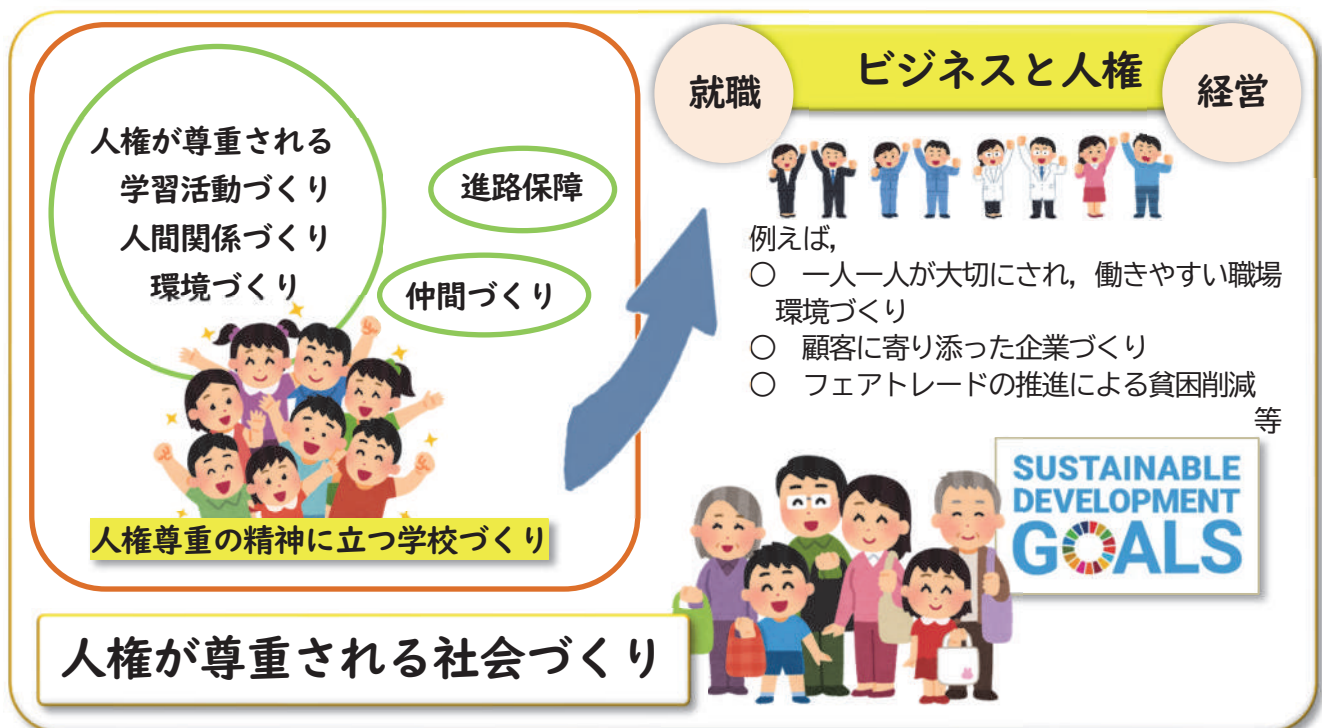 人権が尊重される
学習活動づくり
人間関係づくり
環境づくり
進路保障
仲間づくり
人権尊重の精神に立つ学校づくり
就職
ビジネスと人権
経営
例えば,
○ 一人一人が大切にされ, 働きやすい職場
環境づくり
○ 顧客に寄り添った企業づくり
○ フェアトレードの推進による貧困削減
等
SUSTAINABLE
DEVELOPMENT
GOALS
人権が尊重される社会づくり